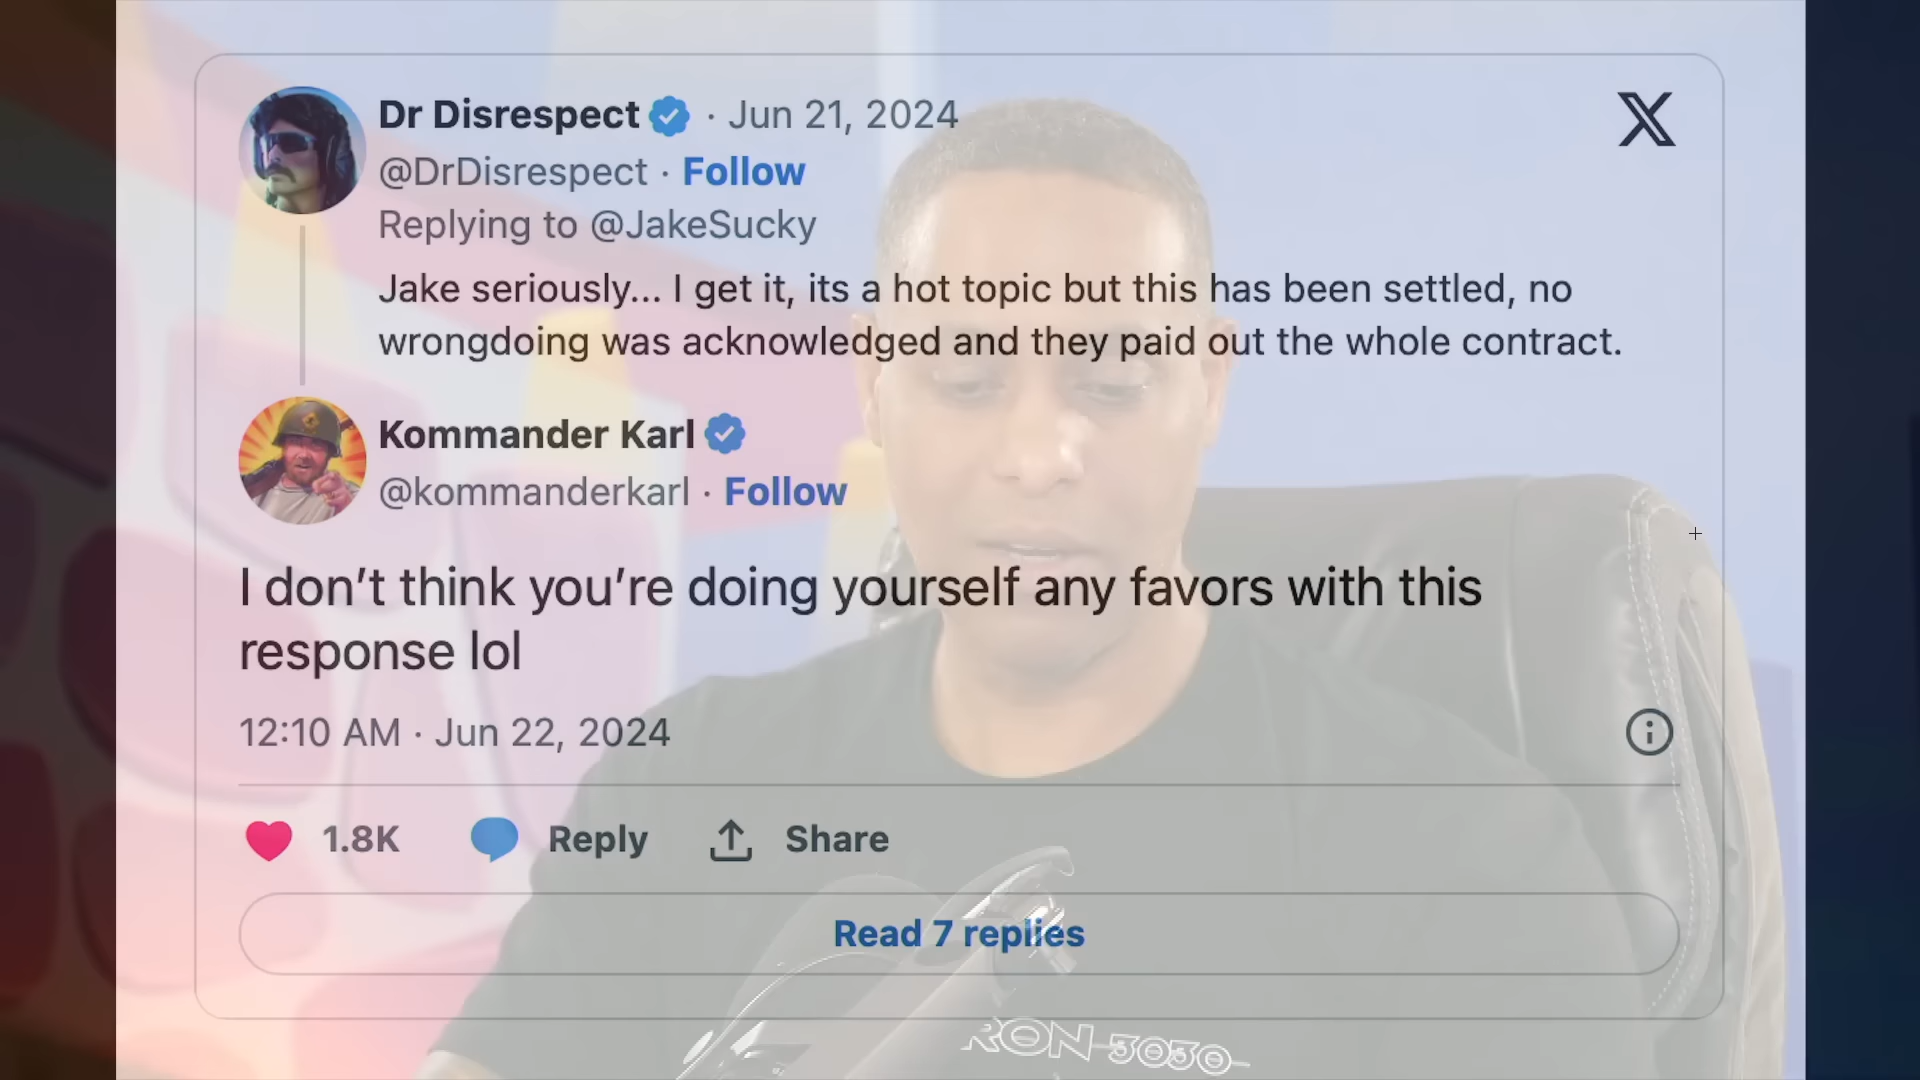 Dr Disrespect · Jun 21, 2024
@DrDisrespect · Follow
Replying to @JakeSucky
Jake seriously... I get it, its a hot topic but this has been settled, no
wrongdoing was acknowledged and they paid out the whole contract.
Kommander Karl
@kommanderkarl · Follow
I don’t think you’re doing yourself any favors with this
response lol
12:10 AM · Jun 22, 2024
1.8K Reply Share
Read 7 replies
RON 3030